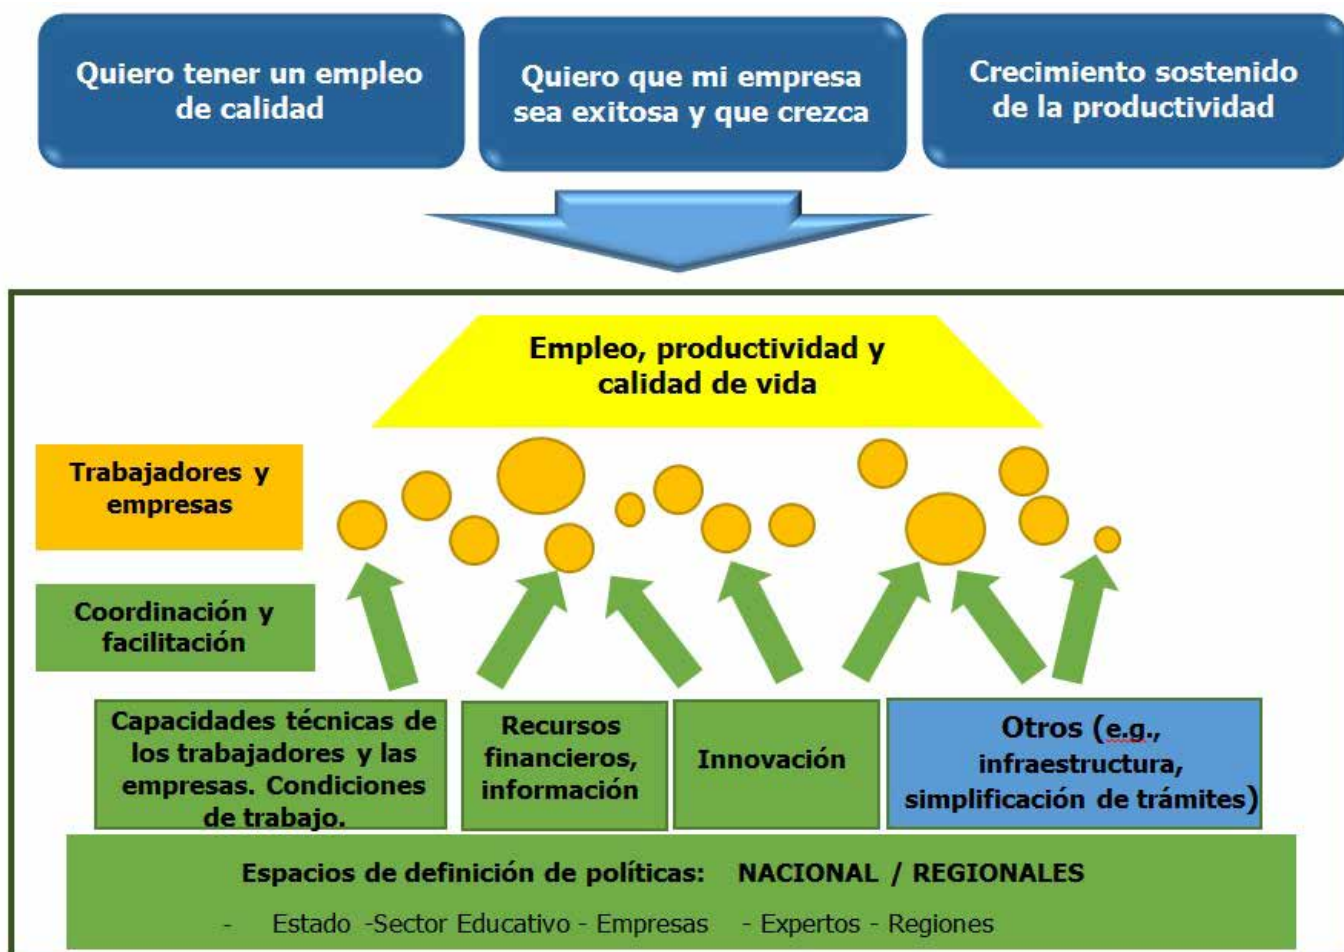 Quiero tener un empleo
de calidad
Quiero que mi empresa
sea exitosa y que crezca
Crecimiento sostenido
de la productividad
Empleo, productividad y
calidad de vida
Trabajadores y
empresas
Coordinación y
facilitación
Capacidades técnicas de
los trabajadores y las
empresas. Condiciones
de trabajo.
Recursos
financieros,
información
Innovación
Otros (e.g.,
infraestructura,
simplificación de trámites)
Espacios de definición de políticas: NACIONAL / REGIONALES
- Estado -Sector Educativo - Empresas - Expertos - Regiones